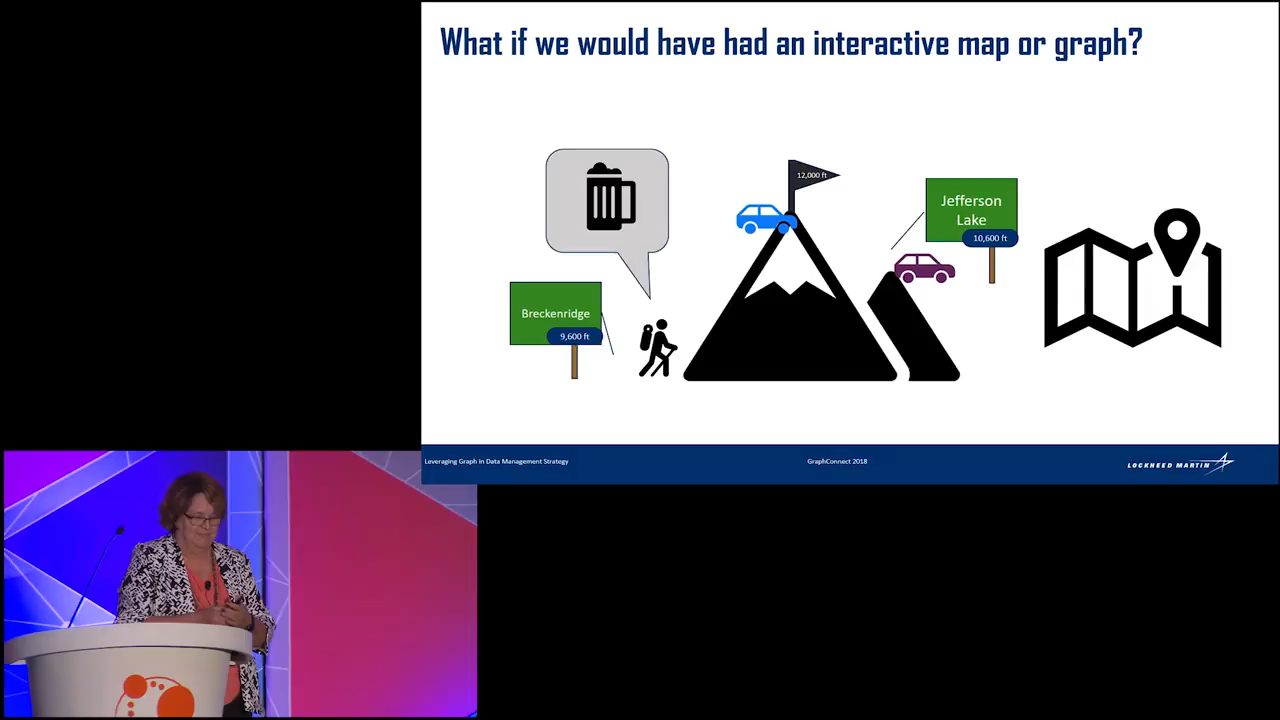 What if we would have had an interactive map or graph?
12,000 ft
Jefferson
Lake
10,600 ft
Breckenridge
9,600 ft
Leveraging Graph in Data Management Strategy
GraphConnect 2018
LOCKHEED MARTIN